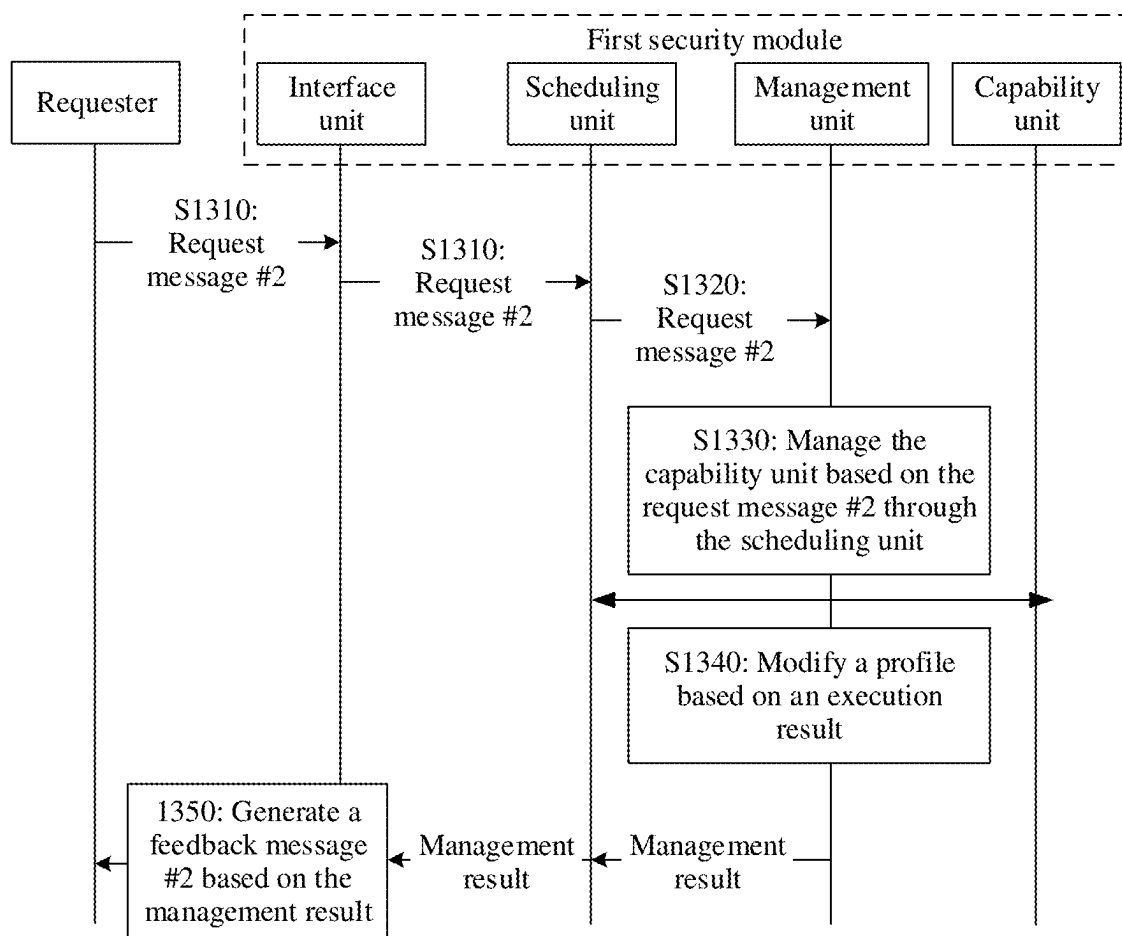 First security module
Requester
Interface
unit
Scheduling
unit
Management
unit
Capability
unit
S1310:
Request
message #2
S1310:
Request
message #2
S1320:
Request
message #2
S1330: Manage the
capability unit based on the
request message #2 through
the scheduling unit
S1340: Modify a profile
based on an execution
result
1350: Generate a
feedback message
#2 based on the
management result
Management
result
Management
result